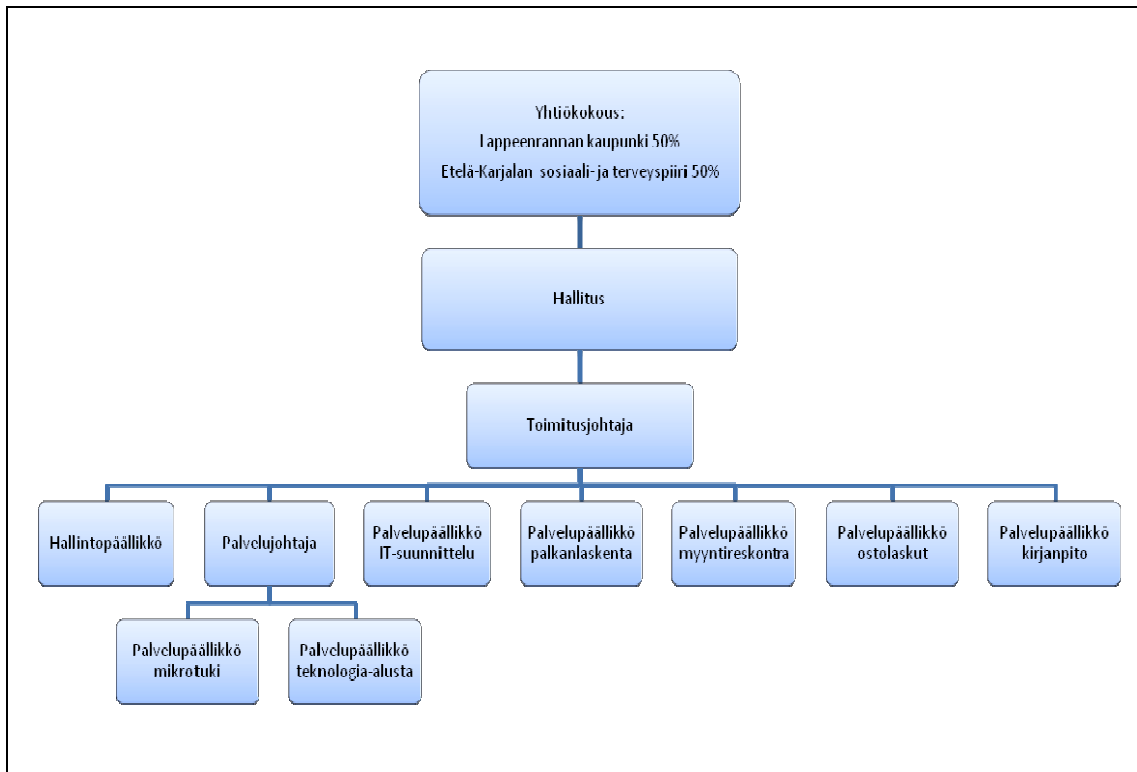 Yhtiökokous:
Lappeenrannan kaupunki 50%
Etelä-Karjalan sosiaali- ja terveyspiiri 50%
Hallitus
Toimitusjohtaja
Hallintopäällikkö
Palvelujohtaja
Palvelupäällikkö
IT-suunnittelu
Palvelupäällikkö
palkanlaskenta
Palvelupäällikkö
myyntireskontra
Palvelupäällikkö
ostolaskut
Palvelupäällikkö
kirjanpito
Palvelupäällikkö
mikrotuki
Palvelupäällikkö
teknologia-alusta